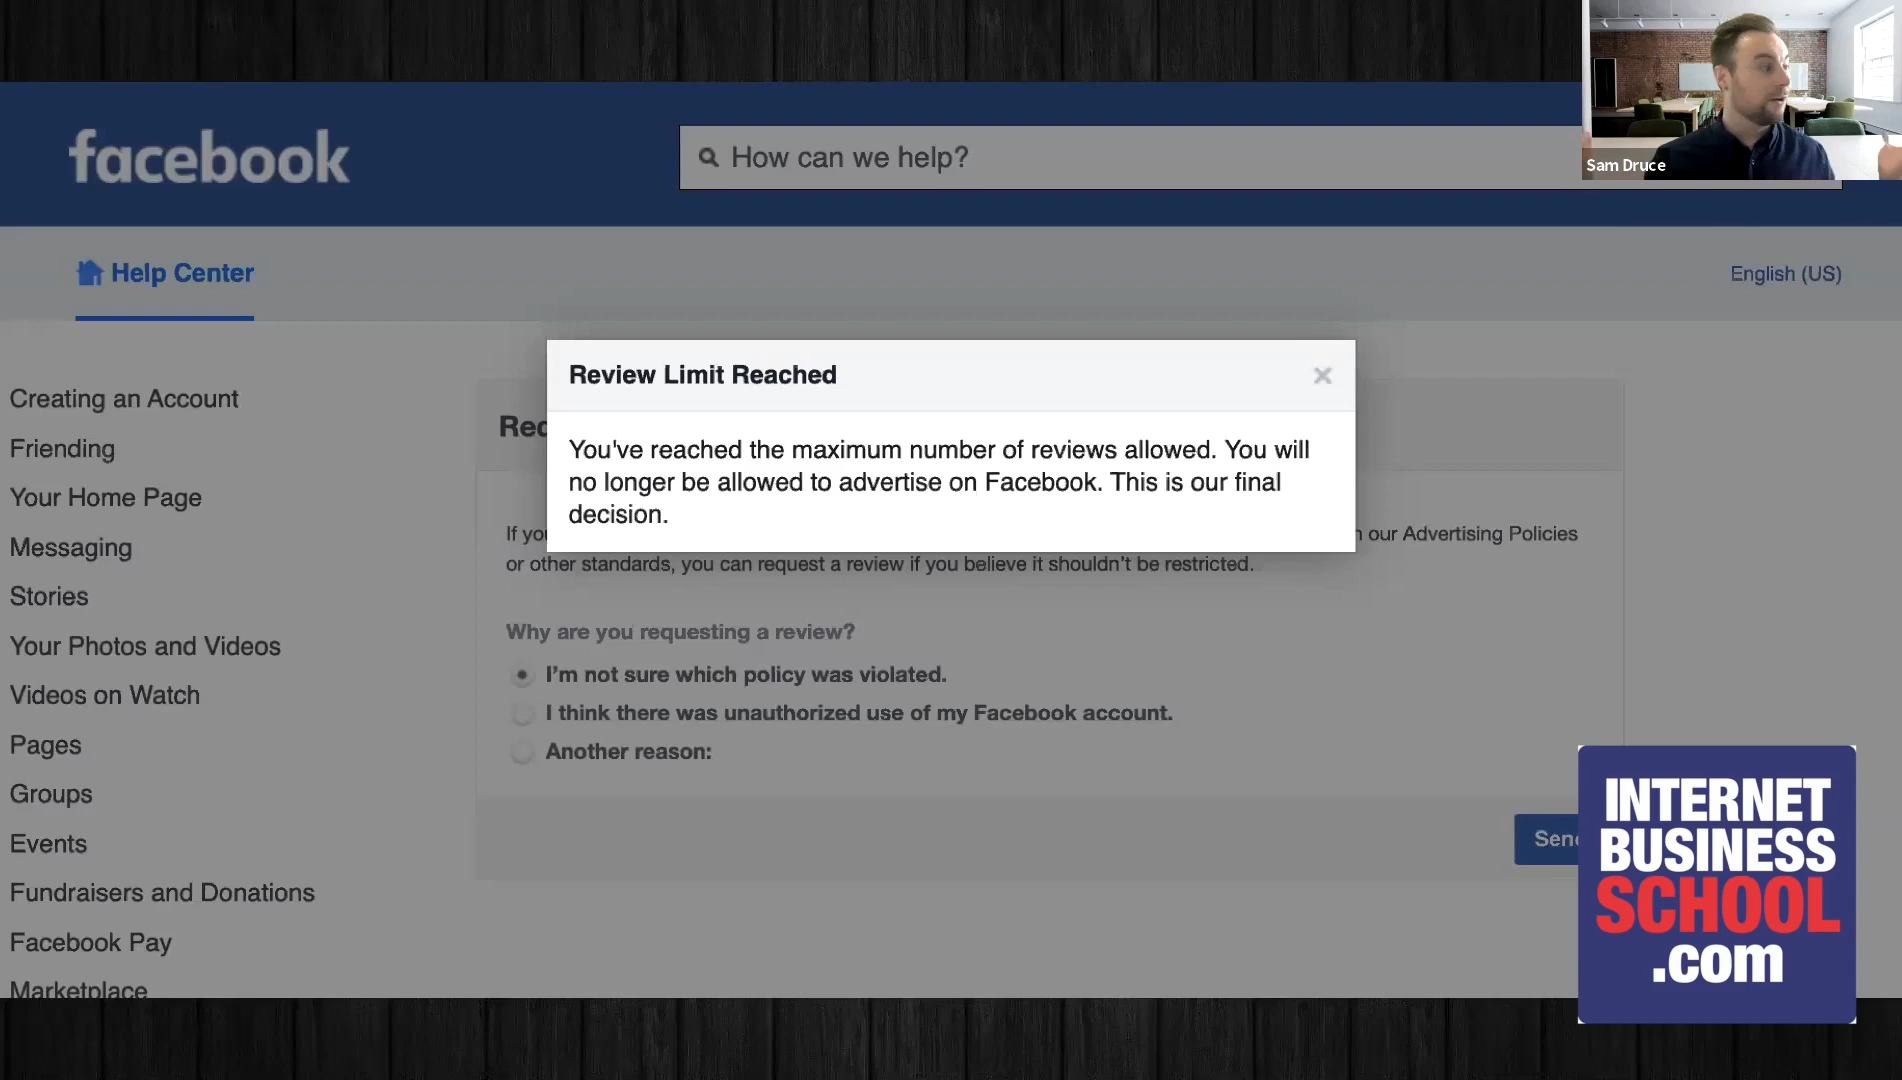 facebook
How can we help?
Sam Druce
Help Center
English (US)
Creating an Account
Friending
Your Home Page
Messaging
Stories
Your Photos and Videos
Videos on Watch
Pages
Groups
Events
Fundraisers and Donations
Facebook Pay
Marketplace
Review Limit Reached
You've reached the maximum number of reviews allowed. You will
no longer be allowed to advertise on Facebook. This is our final
decision.
If
our Advertising Policies
or other standards, you can request a review if you believe it shouldn't be restricted.
Why are you requesting a review?
I'm not sure which policy was violated.
I think there was unauthorized use of my Facebook account.
Another reason:
INTERNET
BUSINESS
SCHOOL
.com